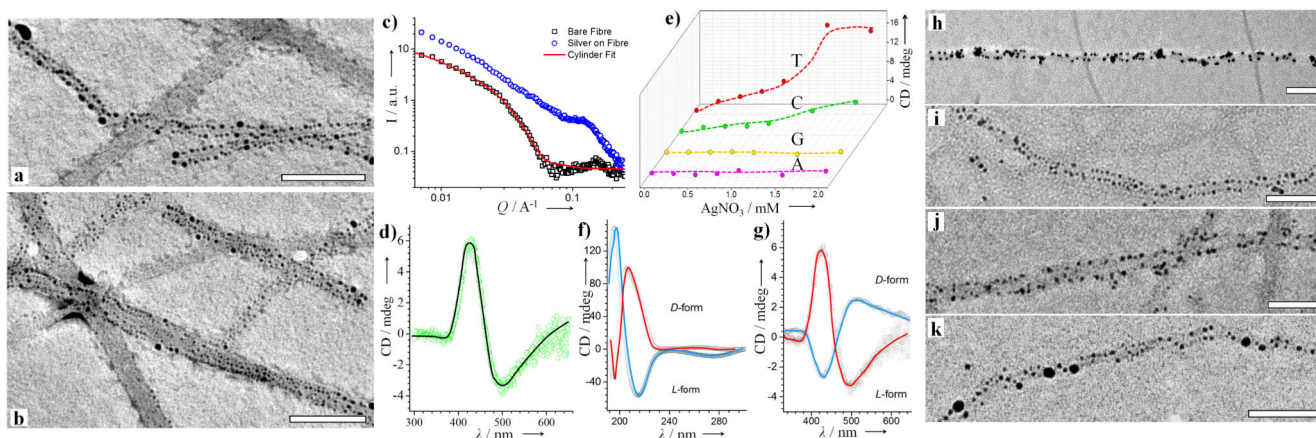 a
b
c)
I / a.u.
10
1
0.1
0.01
0.1
Q / A-1
Bare Fibre
Silver on Fibre
Cylinder Fit
d)
CD / mdeg
6
4
2
0
-2
-4
300
400
500
600
λ / nm
e)
T
C
G
A
16
12
8
4
0
CD / mdeg
0.0
0.5
1.0
1.5
2.0
AgNO3 / mM
f)
CD / mdeg
120
80
40
0
-40
200
240
280
D-form
L-form
λ / nm
g)
CD / mdeg
6
4
2
0
-2
-4
300
400
500
600
D-form
L-form
λ / nm
h
i
j
k